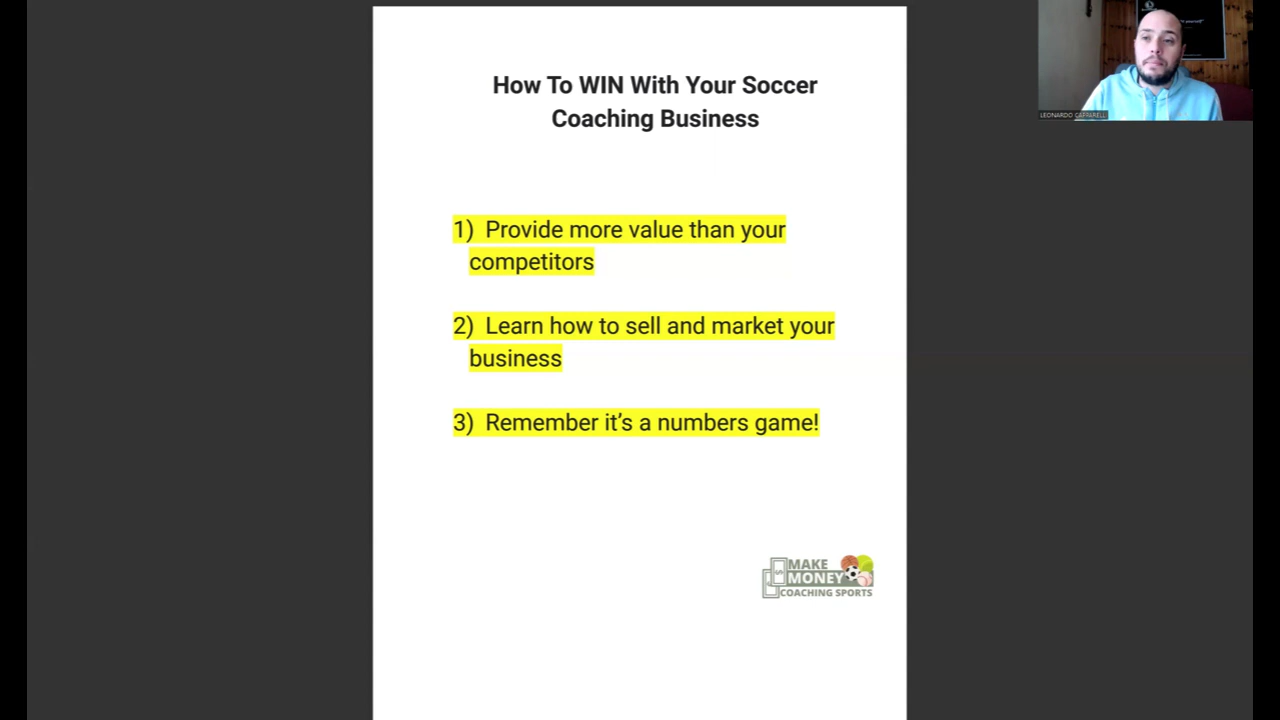 How To WIN With Your Soccer
Coaching Business
1) Provide more value than your
competitors
2) Learn how to sell and market your
business
3) Remember it's a numbers game!
MAKE
MONEY
COACHING SPORTS
LEONARDO